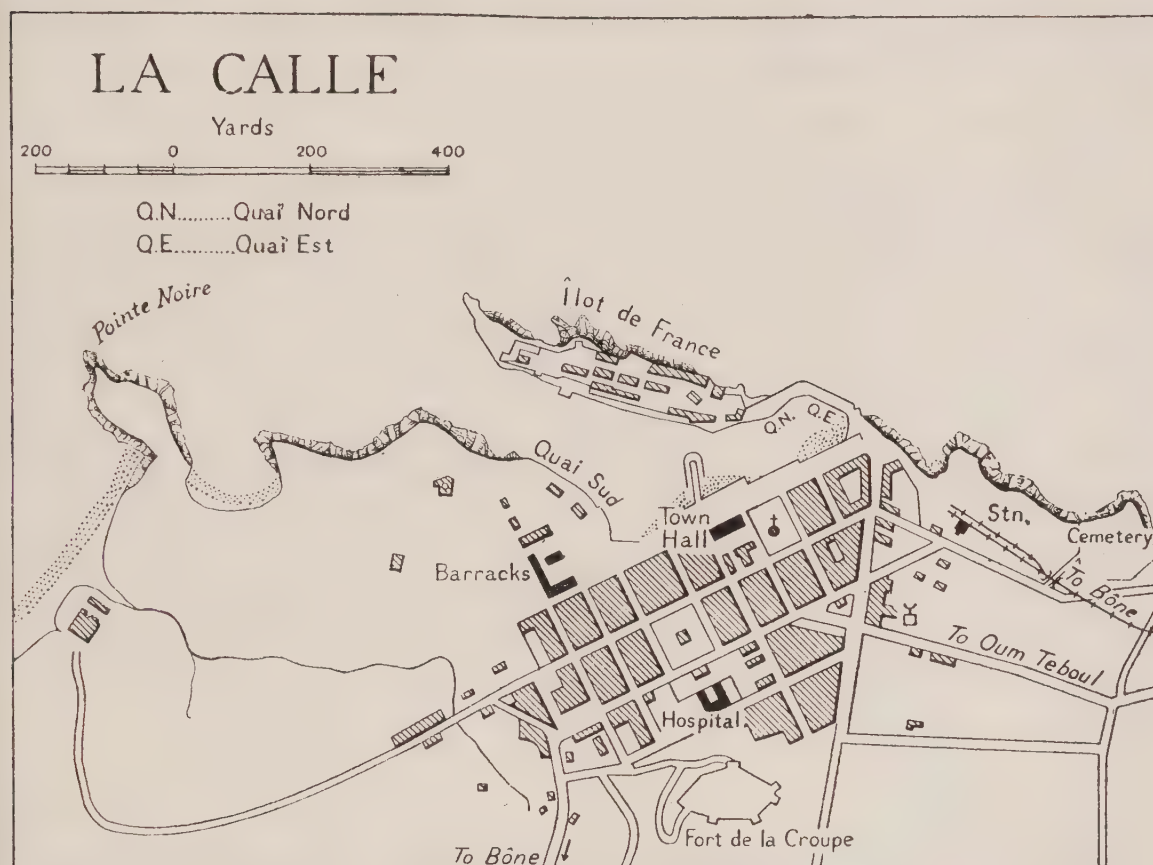 LA CALLE
Yards
200 0 200 400
Q.N..........Quai Nord
Q.E...........Quai Est
Pointe Noire
Îlot de France
Q.N. Q.E
Quai Sud
Town
Hall
Stn.
Cemetery
Barracks
To Bône
To Oum Teboul
Hospital
Fort de la Croupe
To Bône